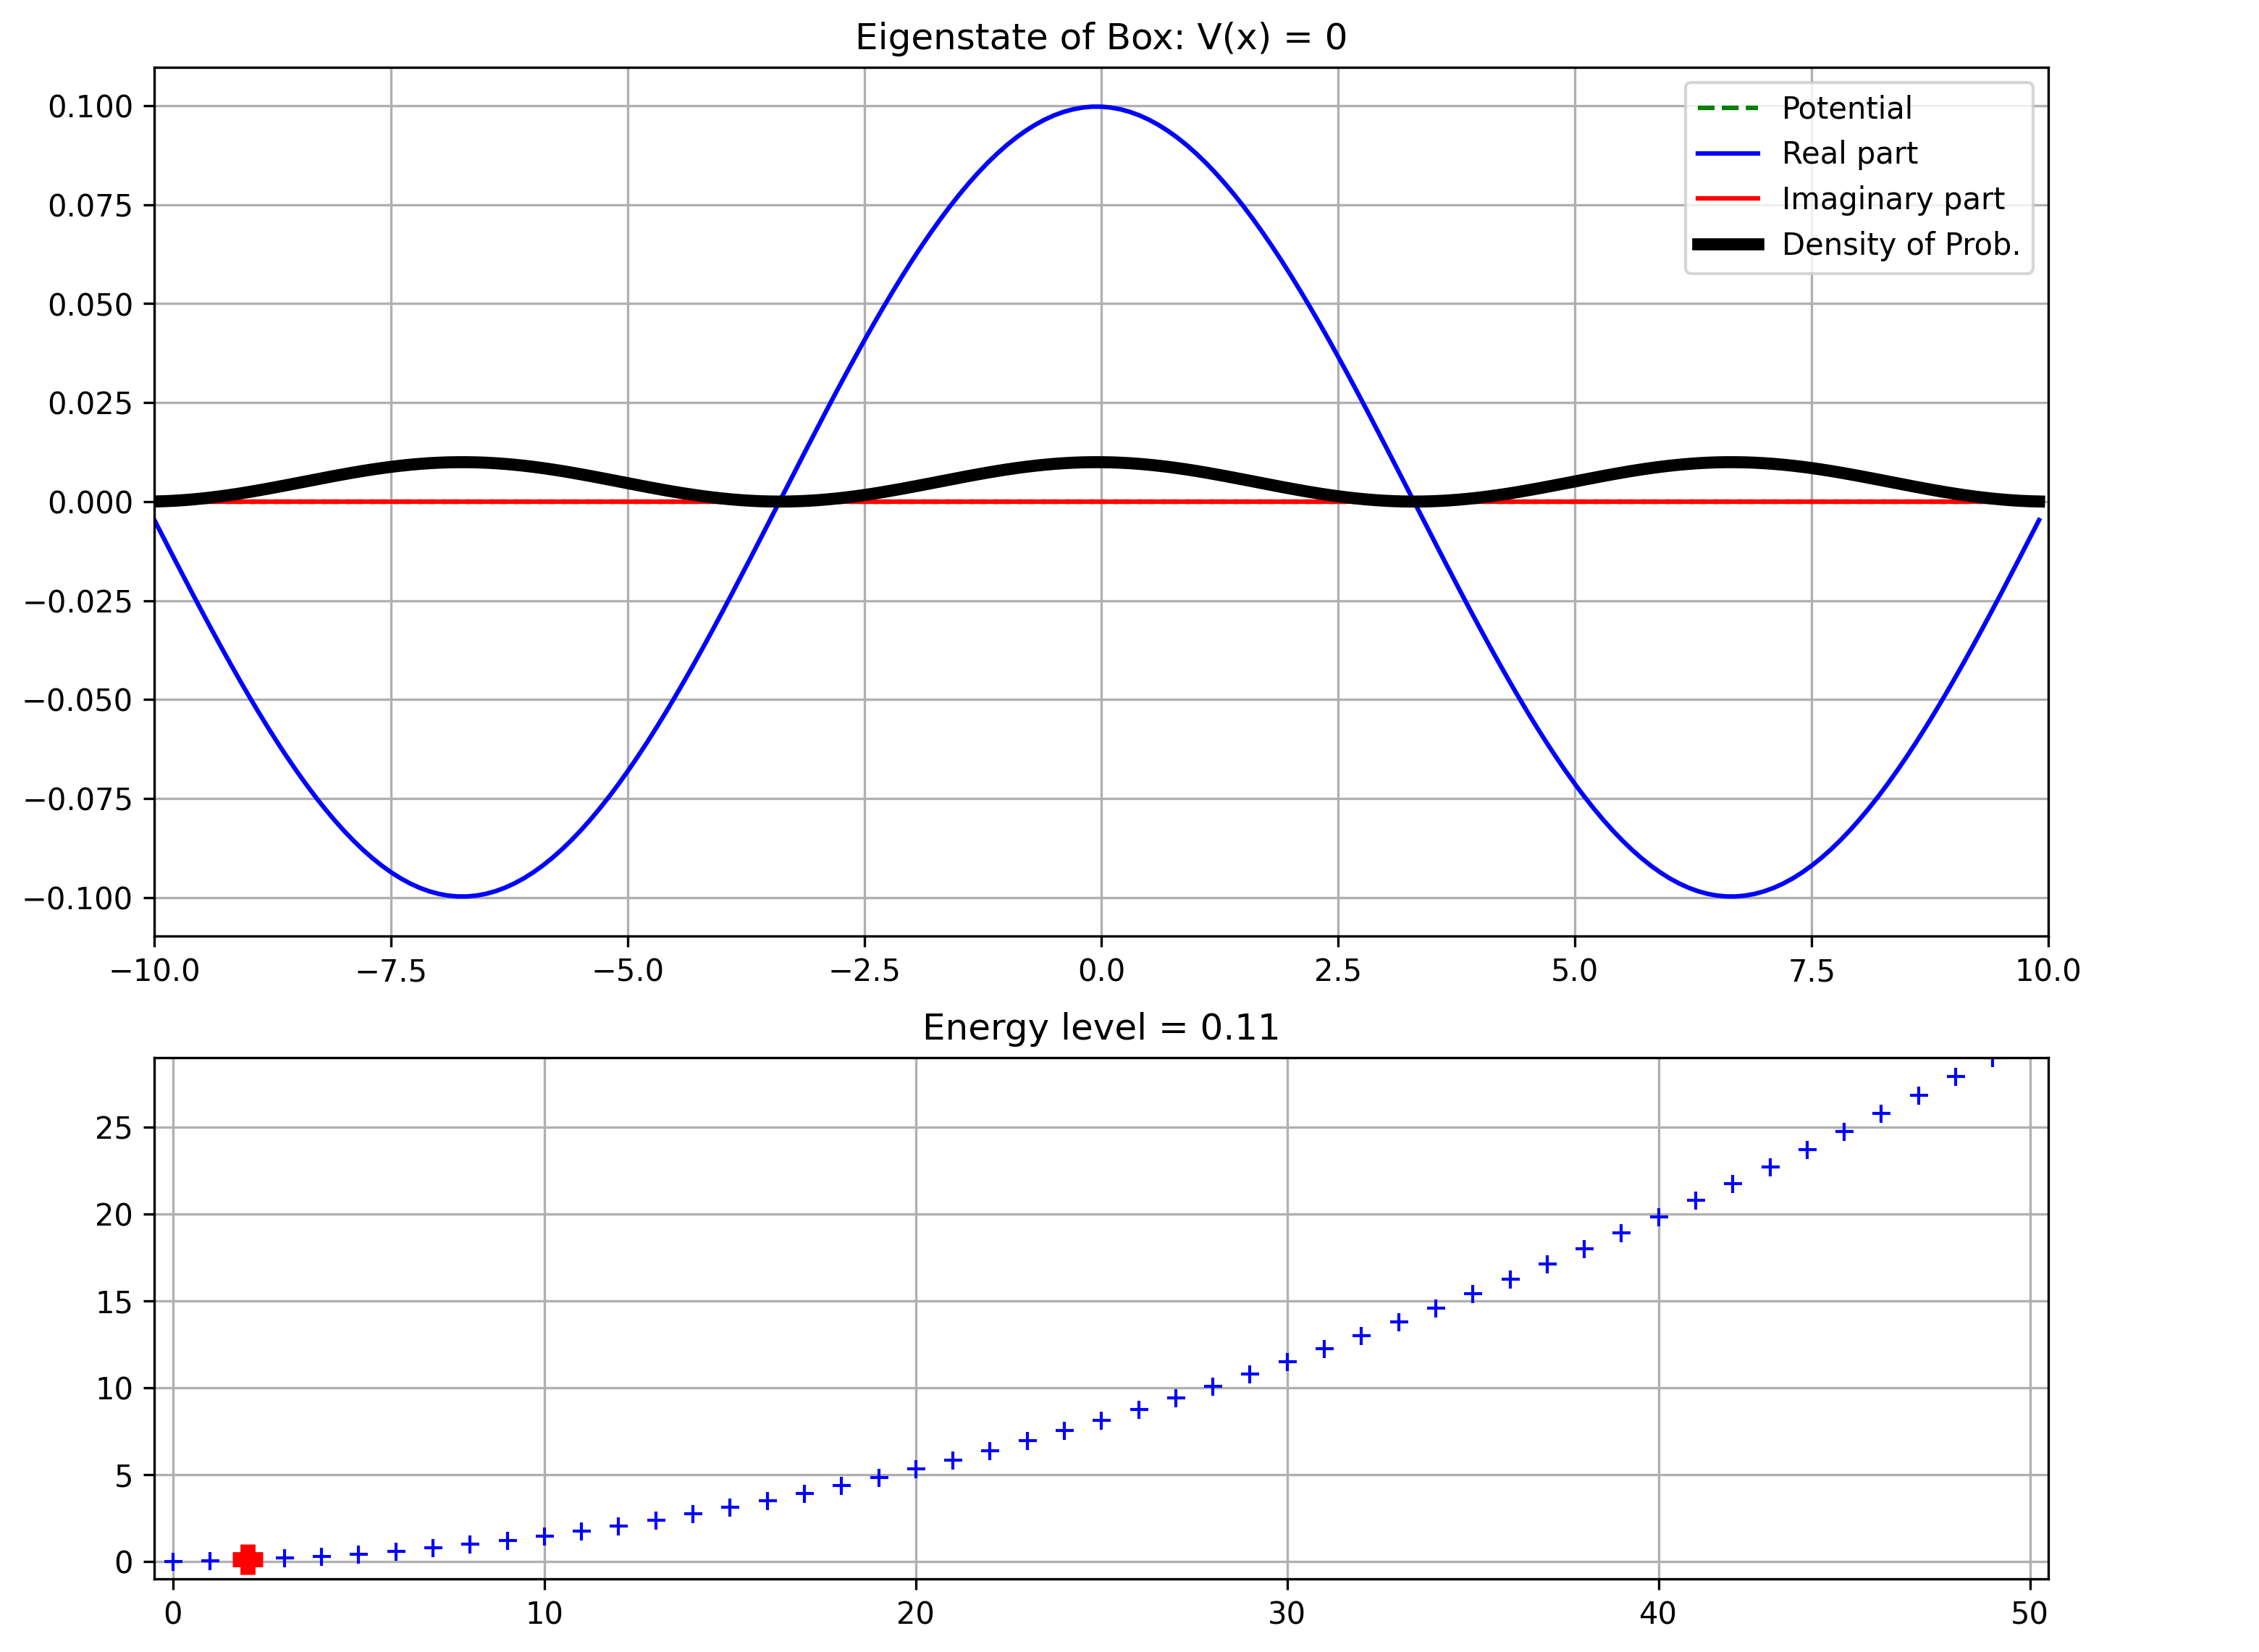 Eigenstate of Box: V(x) = 0
0.100
0.075
0.050
0.025
0.000
−0.025
−0.050
−0.075
−0.100
Potential
Real part
Imaginary part
Density of Prob.
−10.0 −7.5 −5.0 −2.5 0.0 2.5 5.0 7.5 10.0
Energy level = 0.11
25
20
15
10
5
0
0 10 20 30 40 50